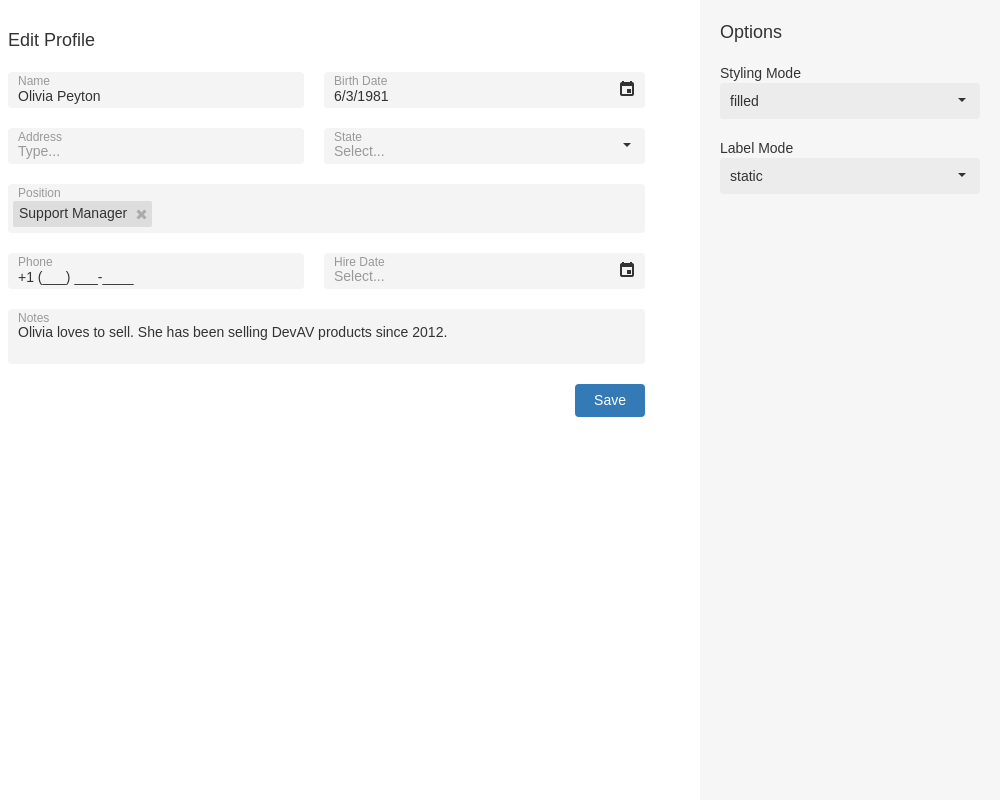 Edit Profile
Name
Olivia Peyton
Birth Date
6/3/1981
Address
Type...
State
Select...
Position
Support Manager
Phone
+1 (___) ___-____
Hire Date
Select...
Notes
Olivia loves to sell. She has been selling DevAV products since 2012.
Save
Options
Styling Mode
filled
Label Mode
static